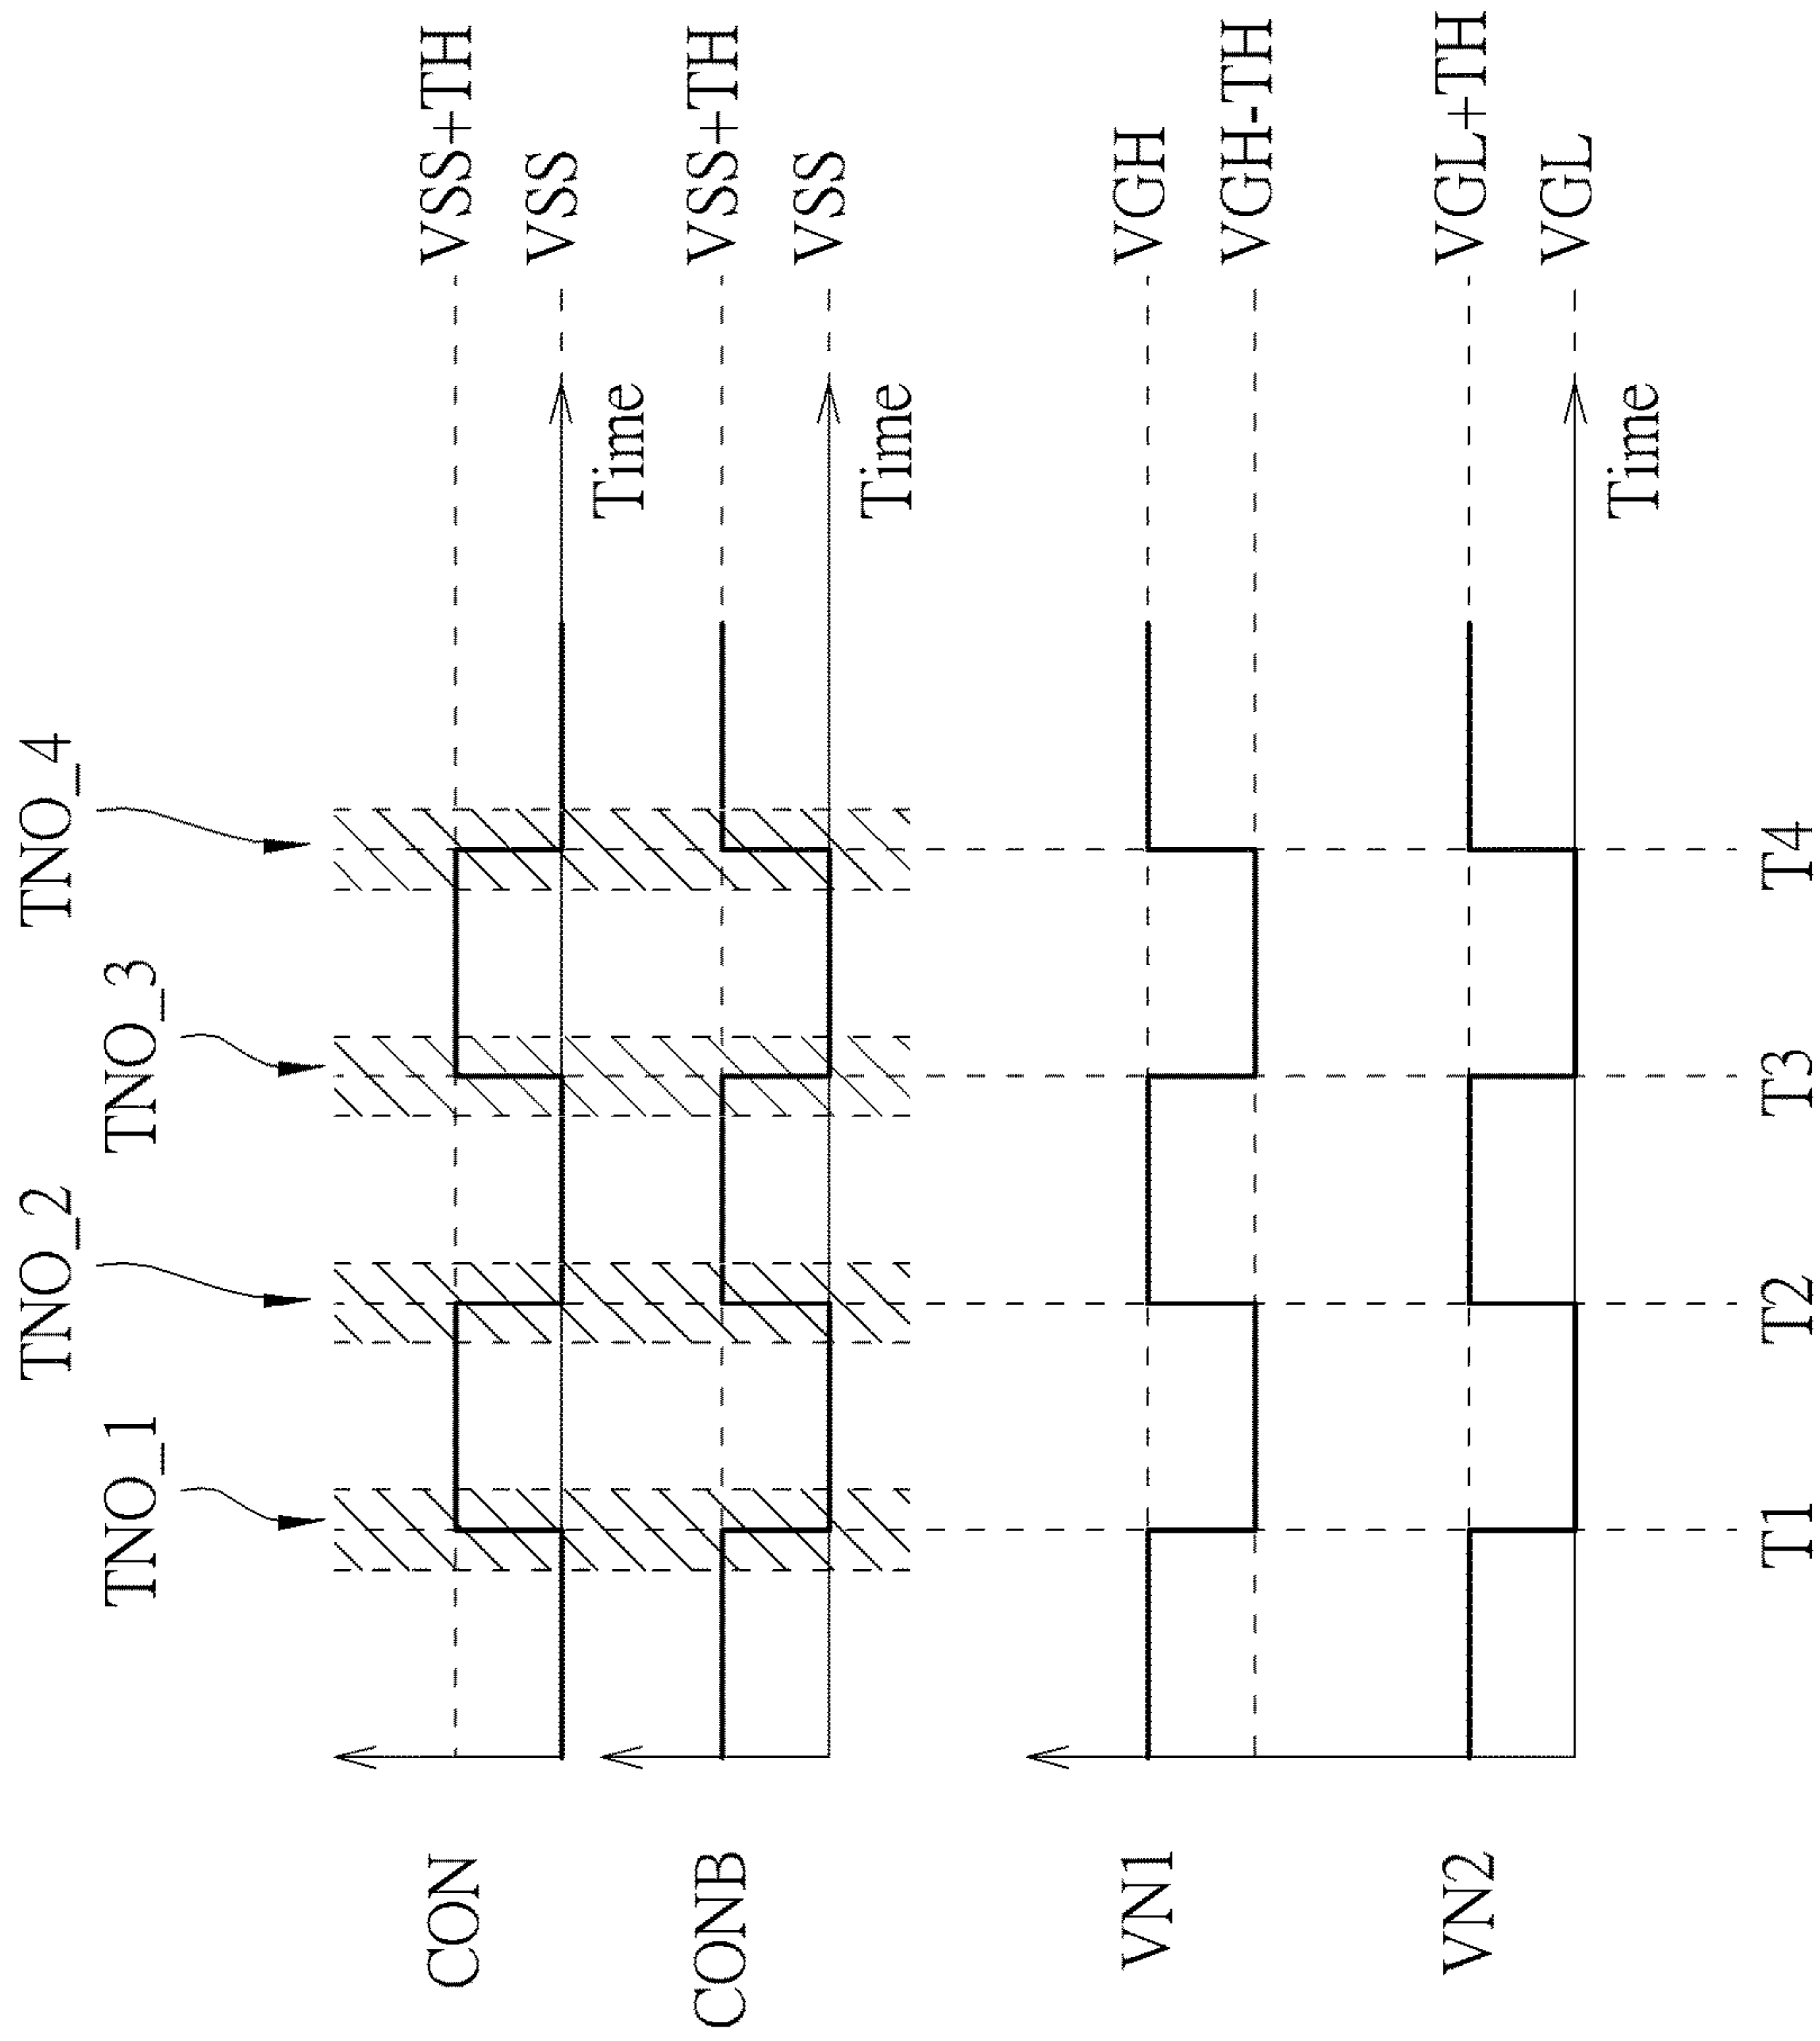 TNO_1
TNO_2
TNO_3
TNO_4
CON
VSS+TH
VSS
Time
CONB
VSS+TH
VSS
Time
VN1
VGH
VGH-TH
VN2
VGL+TH
VGL
Time
T1
T2
T3
T4